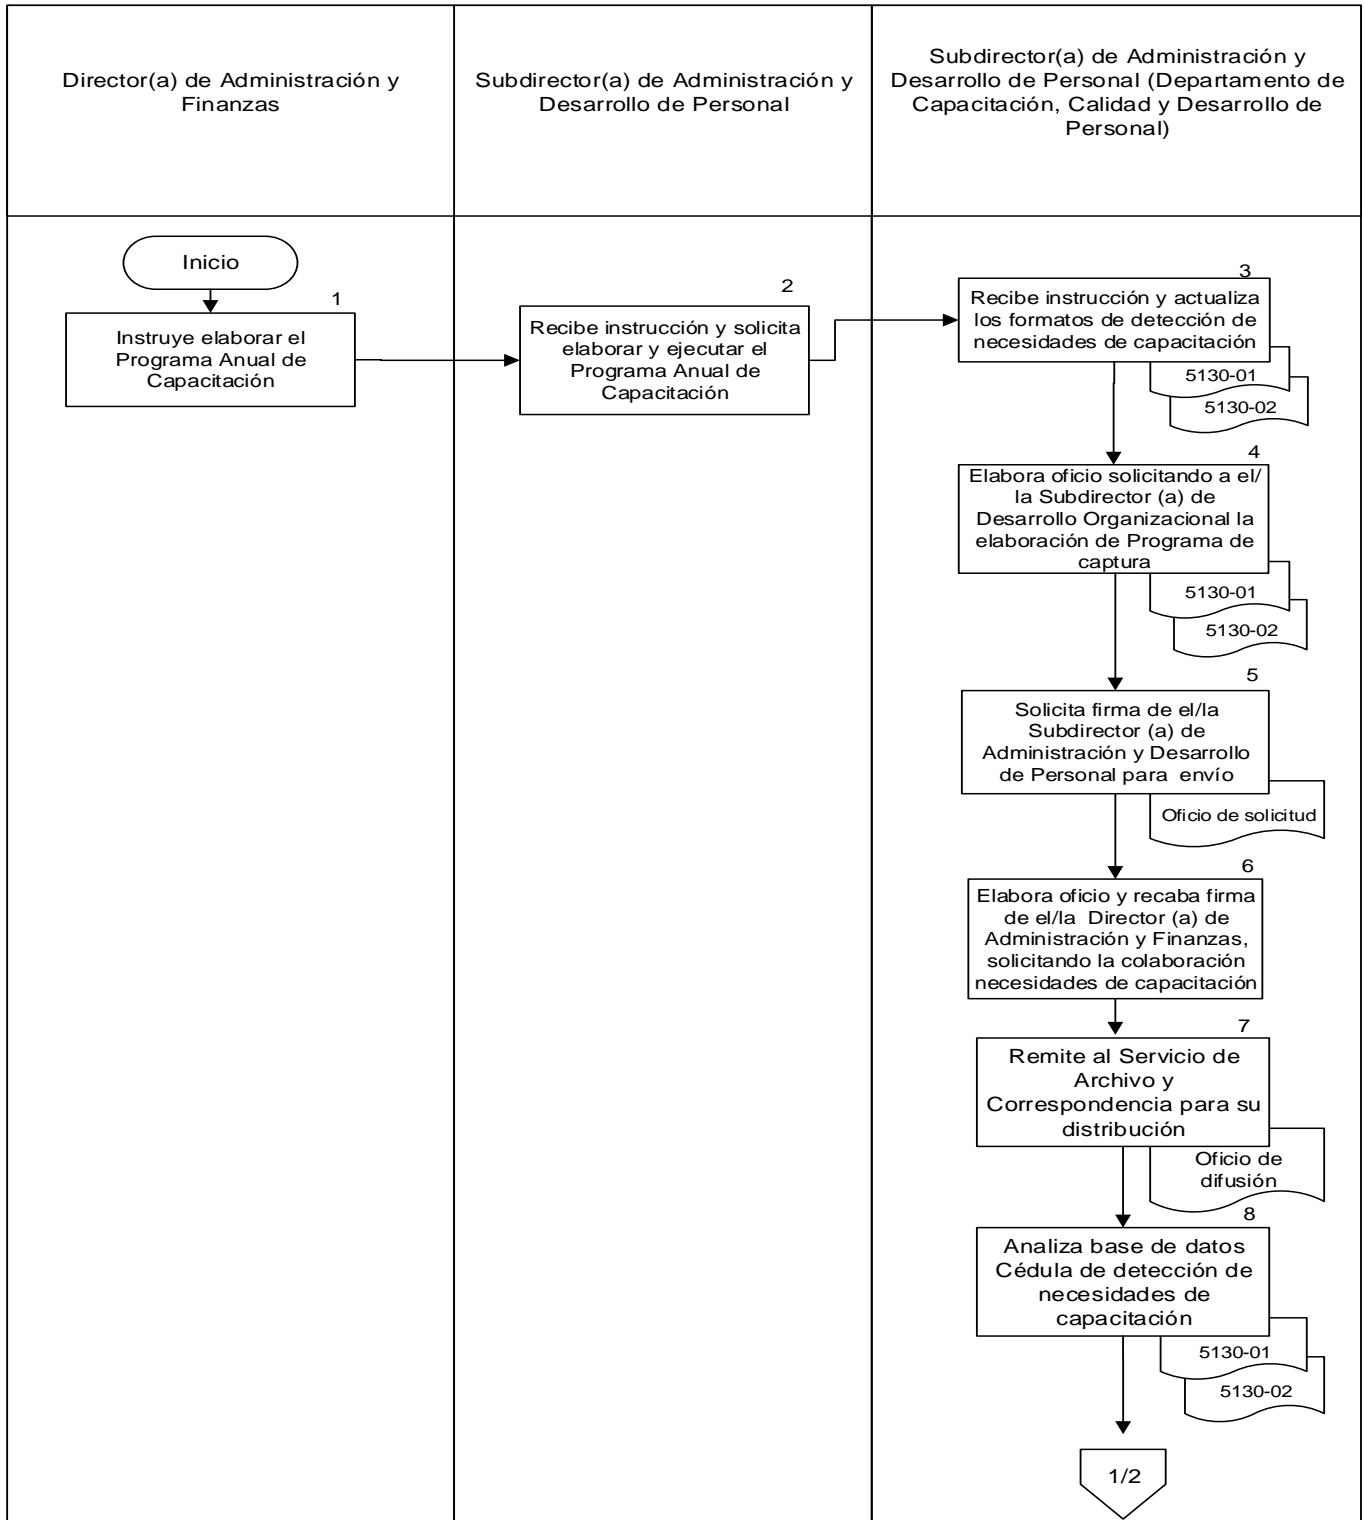 Director(a) de Administración y
Finanzas
Subdirector(a) de Administración y
Desarrollo de Personal
Subdirector(a) de Administración y
Desarrollo de Personal (Departamento de
Capacitación, Calidad y Desarrollo de
Personal)
Inicio
1
Instruye elaborar el
Programa Anual de
Capacitación
2
Recibe instrucción y solicita
elaborar y ejecutar el
Programa Anual de
Capacitación
3
Recibe instrucción y actualiza
los formatos de detección de
necesidades de capacitación
5130-01
5130-02
4
Elabora oficio solicitando a el/
la Subdirector (a) de
Desarrollo Organizacional la
elaboración de Programa de
captura
5130-01
5130-02
5
Solicita firma de el/la
Subdirector (a) de
Administración y Desarrollo
de Personal para envío
Oficio de solicitud
6
Elabora oficio y recaba firma
de el/la Director (a) de
Administración y Finanzas,
solicitando la colaboración
necesidades de capacitación
7
Remite al Servicio de
Archivo y
Correspondencia para su
distribución
Oficio de
difusión
8
Analiza base de datos
Cédula de detección de
necesidades de
capacitación
5130-01
5130-02
1/2